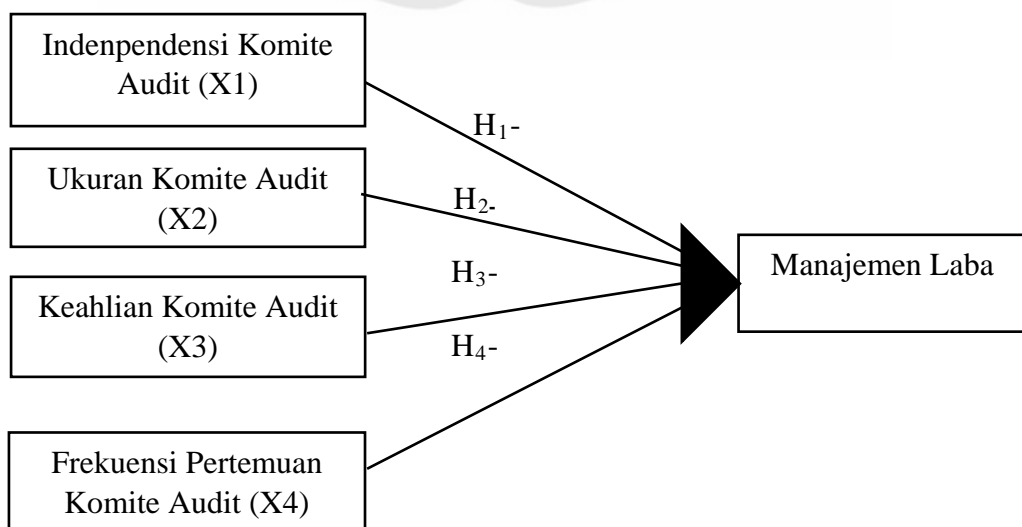 Indenpendensi Komite
Audit (X1)
H₁-
Ukuran Komite Audit
(X2)
H₂-
Manajemen Laba
H₃-
Keahlian Komite Audit
(X3)
H₄-
Frekuensi Pertemuan
Komite Audit (X4)